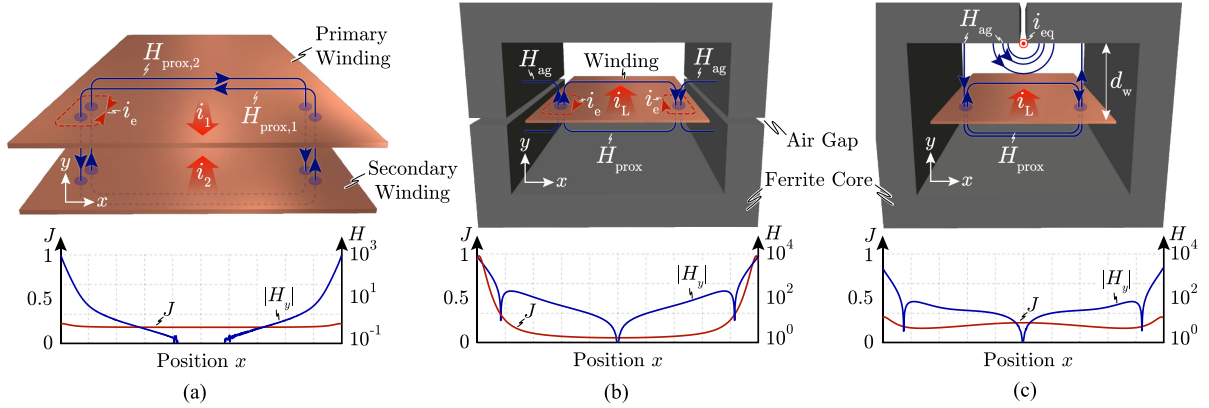 Primary
Winding
H_prox,2
H_prox,1
i_e
i_1
i_2
y
x
Secondary
Winding
J
H
1
0.5
0
10^3
10^1
10^-1
J
|H_y|
Position x
(a)
H_ag
Winding
H_ag
i_e
i_L
i_e
H_prox
y
x
Air Gap
Ferrite Core
J
H
1
0.5
0
10^4
10^2
10^0
J
|H_y|
Position x
(b)
H_ag
i_eq
d_w
i_L
H_prox
y
x
J
H
1
0.5
0
10^4
10^2
10^0
J
|H_y|
Position x
(c)